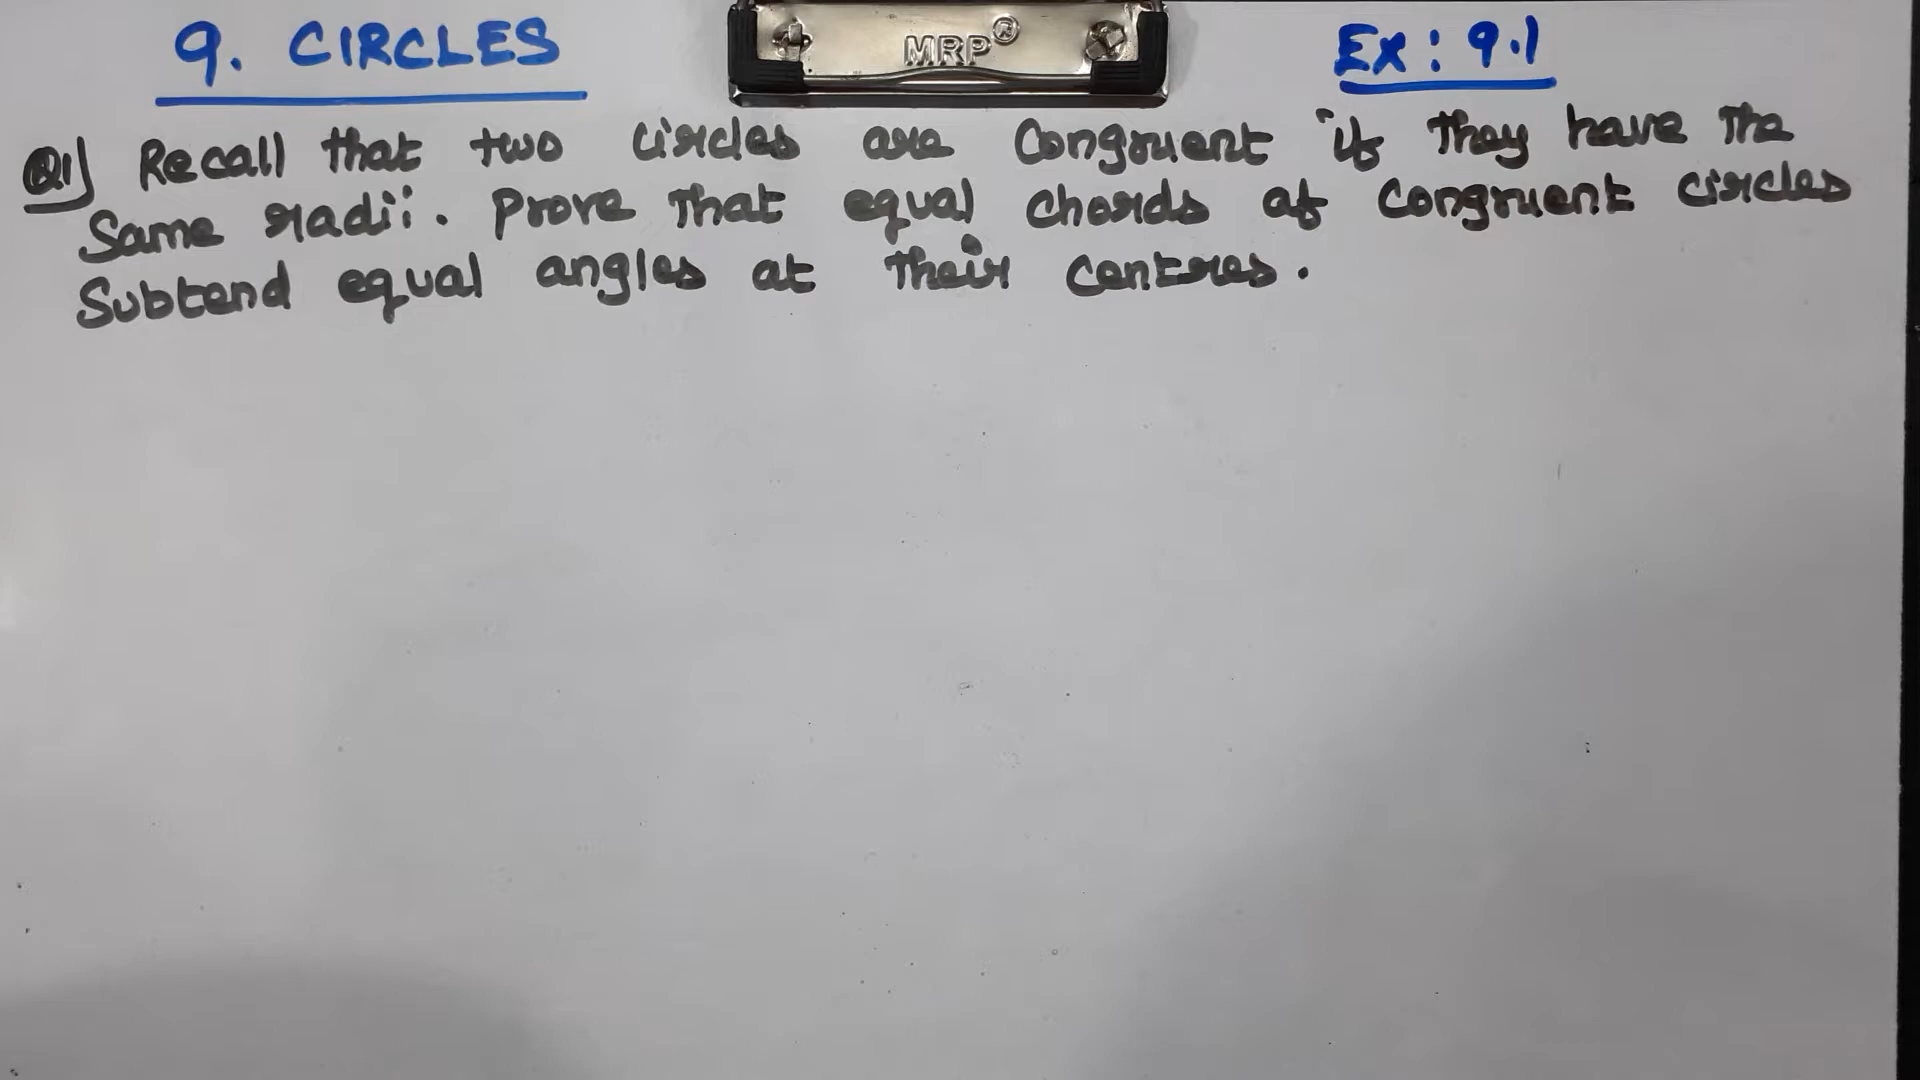 9. CIRCLES
MRP®
Ex: 9.1
Q1) Recall that two circles are congruent if they have the
same radii. Prove that equal chords of congruent circles
subtend equal angles at their centres.